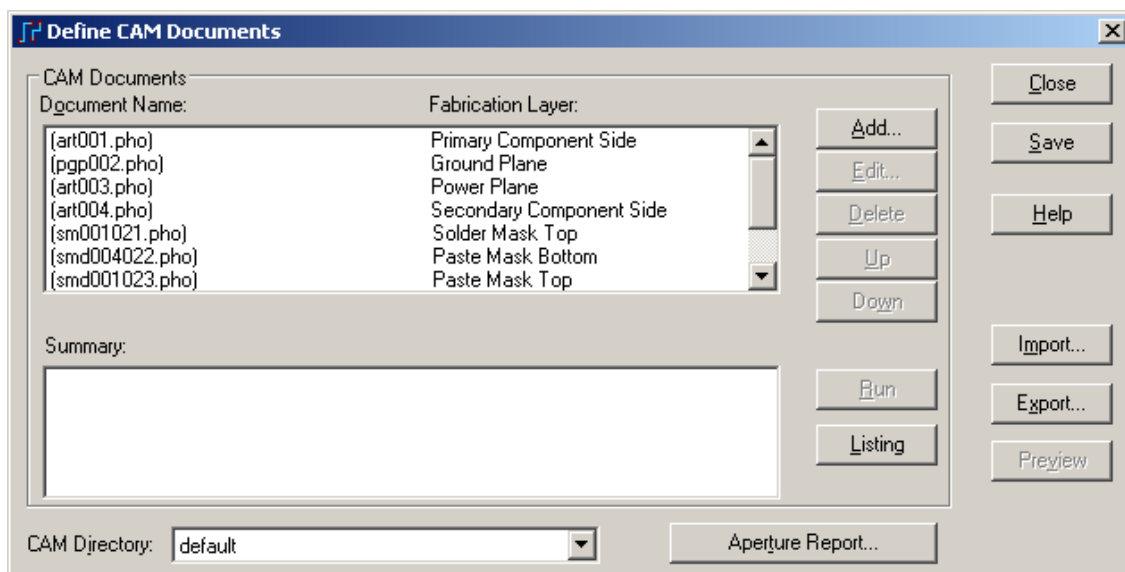 Define CAM Documents
CAM Documents
Document Name: Fabrication Layer:
(art001.pho) Primary Component Side
(pgp002.pho) Ground Plane
(art003.pho) Power Plane
(art004.pho) Secondary Component Side
(sm001021.pho) Solder Mask Top
(smd004022.pho) Paste Mask Bottom
(smd001023.pho) Paste Mask Top
Add...
Edit...
Delete
Up
Down
Summary:
Run
Listing
Close
Save
Help
Import...
Export...
Preview
CAM Directory: default
Aperture Report...